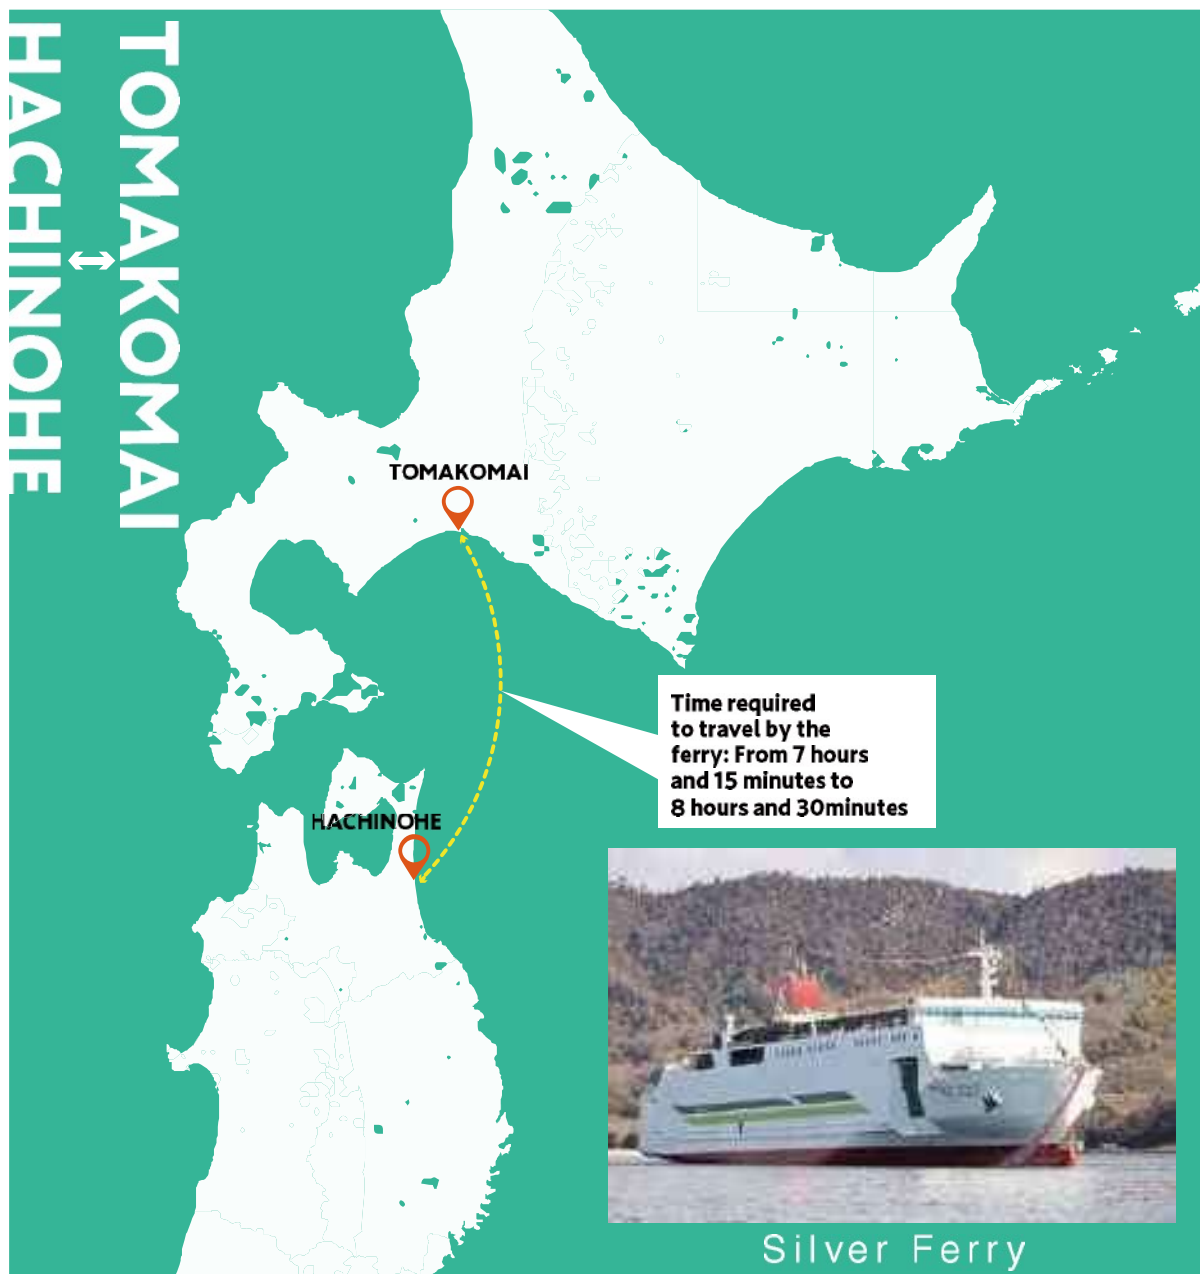 TOMAKOMAI
↔
HACHINOHE
TOMAKOMAI
HACHINOHE
Time required
to travel by the
ferry: From 7 hours
and 15 minutes to
8 hours and 30minutes
Silver Ferry